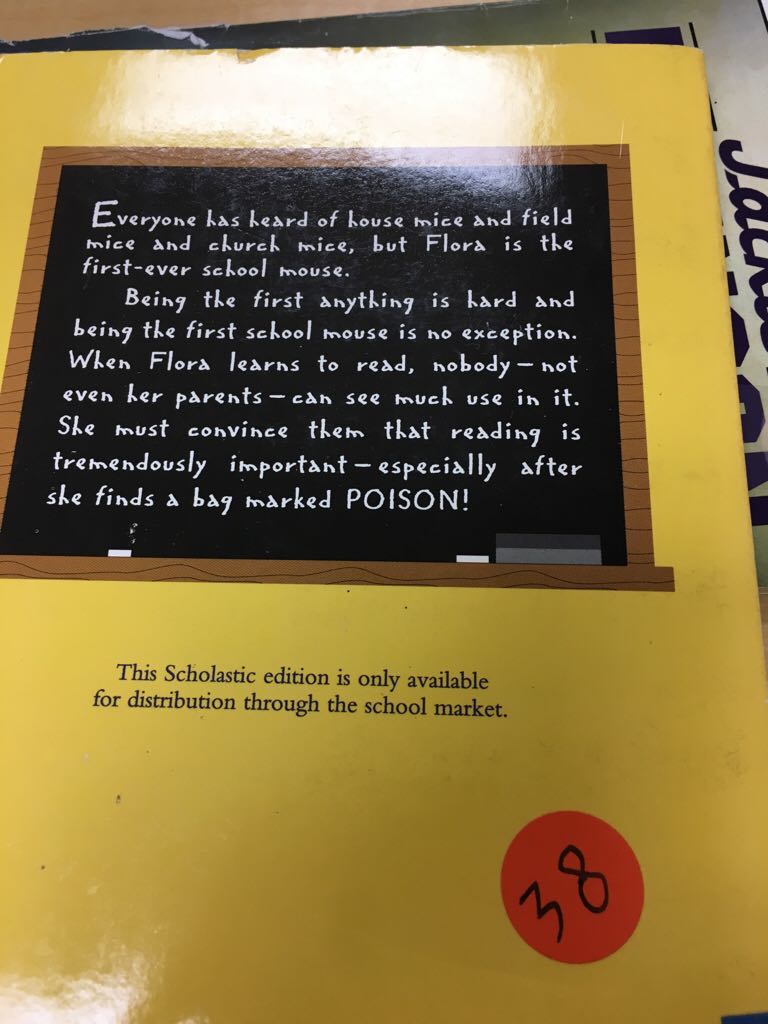 Everyone has heard of house mice and field
mice and church mice, but Flora is the
first-ever school mouse.
Being the first anything is hard and
being the first school mouse is no exception.
When Flora learns to read, nobody—not
even her parents—can see much use in it.
She must convince them that reading is
tremendously important—especially after
she finds a bag marked POISON!
This Scholastic edition is only available
for distribution through the school market.
38